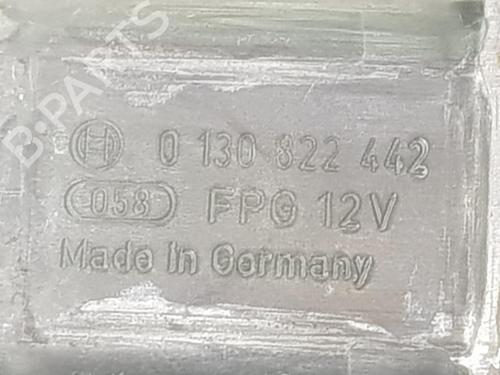 B-PARTS
0 130 822 442
058 FPG 12V
Made in Germany